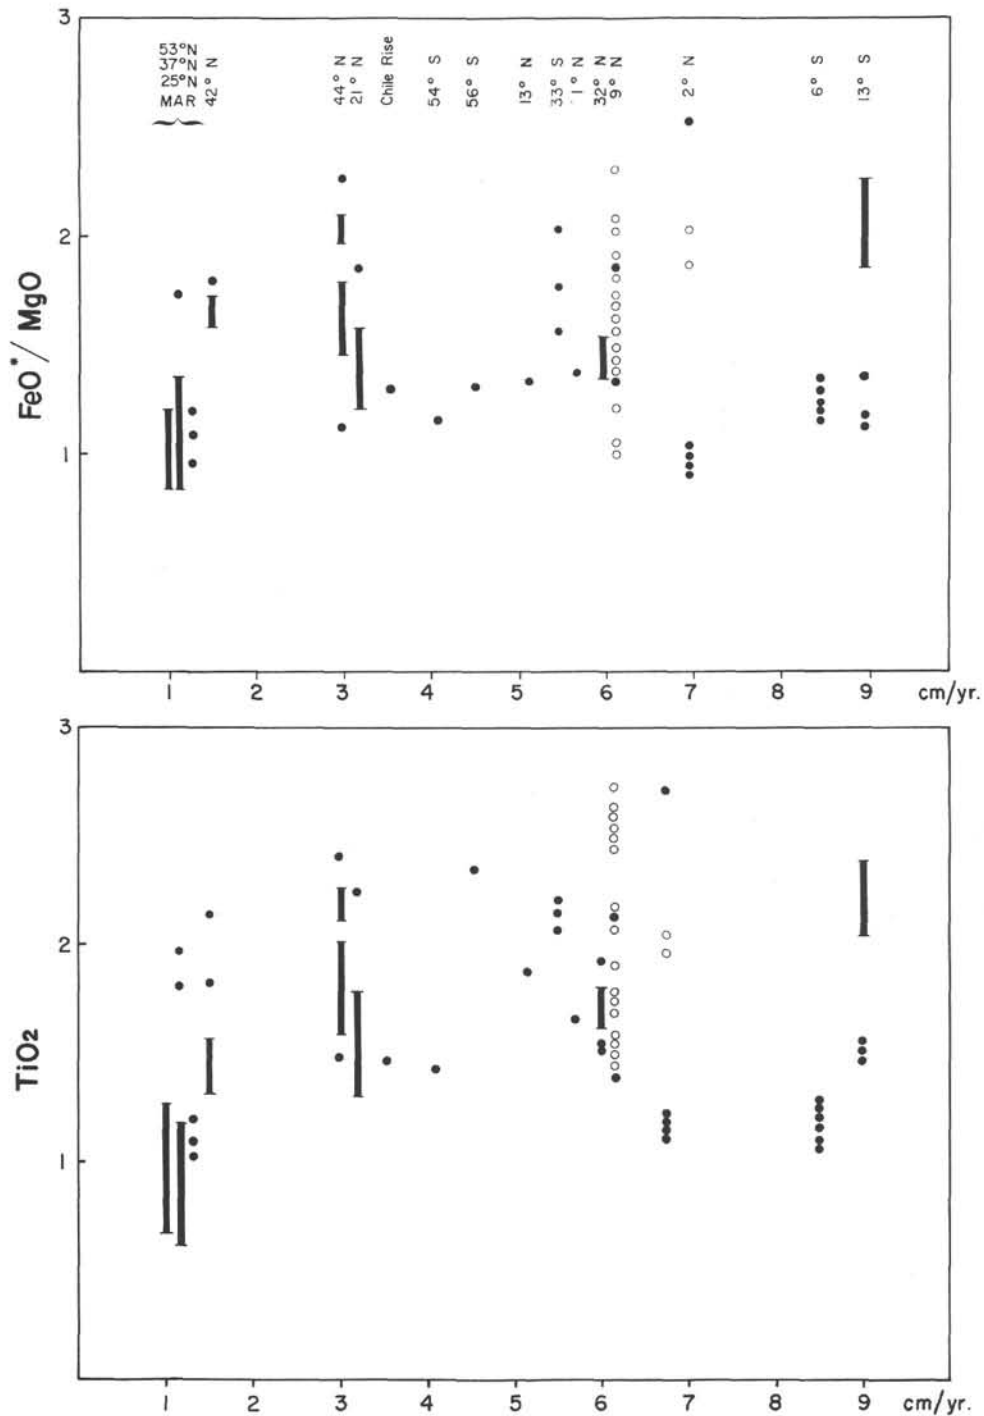 3
53°N
37°N
25°N
MAR
42° N
44° N
21° N
Chile Rise
54° S
56° S
13° N
33° S
1° N
32° N
9° N
2° N
6° S
13° S
2
FeO*/MgO
1
1 2 3 4 5 6 7 8 9 cm/yr.
3
2
TiO2
1
1 2 3 4 5 6 7 8 9 cm/yr.